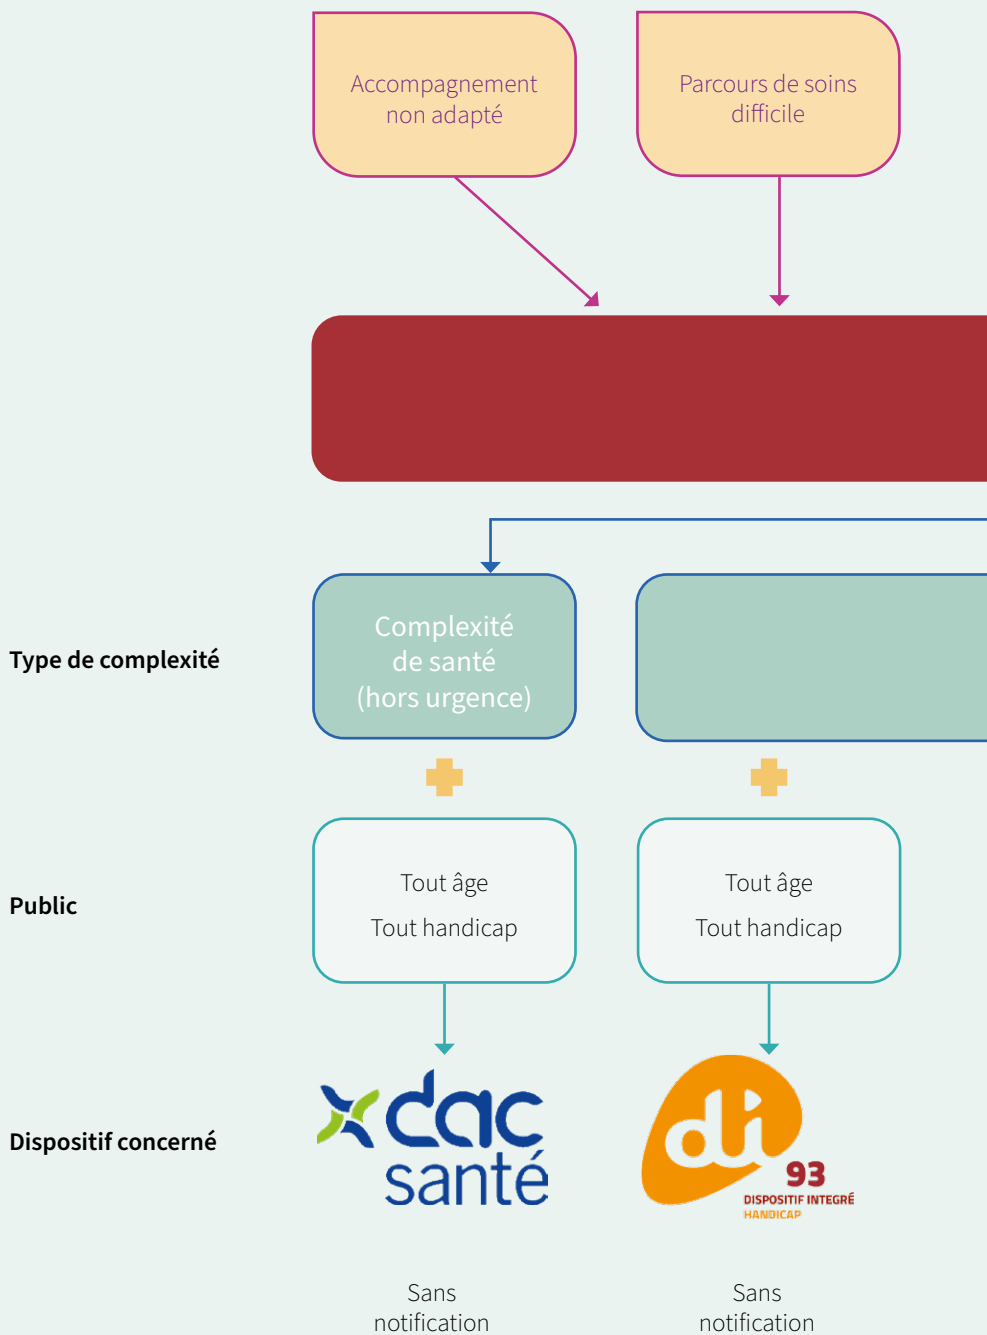 Accompagnement
non adapté
Parcours de soins
difficile
Type de complexité
Complexité
de santé
(hors urgence)
Public
Tout âge
Tout handicap
Tout âge
Tout handicap
Dispositif concerné
dac
santé
di
93
DISPOSITIF INTEGRÉ
HANDICAP
Sans
notification
Sans
notification